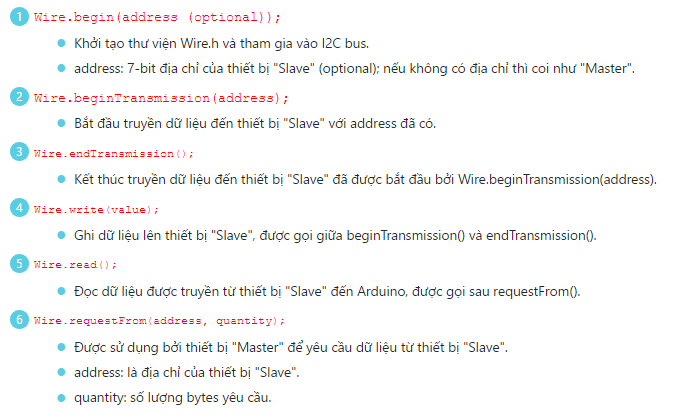 1 Wire.begin(address (optional));
Khởi tạo thư viện Wire.h và tham gia vào I2C bus.
address: 7-bit địa chỉ của thiết bị "Slave" (optional); nếu không có địa chỉ thì coi như "Master".
2 Wire.beginTransmission(address);
Bắt đầu truyền dữ liệu đến thiết bị "Slave" với address đã có.
3 Wire.endTransmission();
Kết thúc truyền dữ liệu đến thiết bị "Slave" đã được bắt đầu bởi Wire.beginTransmission(address).
4 Wire.write(value);
Ghi dữ liệu lên thiết bị "Slave", được gọi giữa beginTransmission() và endTransmission().
5 Wire.read();
Đọc dữ liệu được truyền từ thiết bị "Slave" đến Arduino, được gọi sau requestFrom().
6 Wire.requestFrom(address, quantity);
Được sử dụng bởi thiết bị "Master" để yêu cầu dữ liệu từ thiết bị "Slave".
address: là địa chỉ của thiết bị "Slave".
quantity: số lượng bytes yêu cầu.